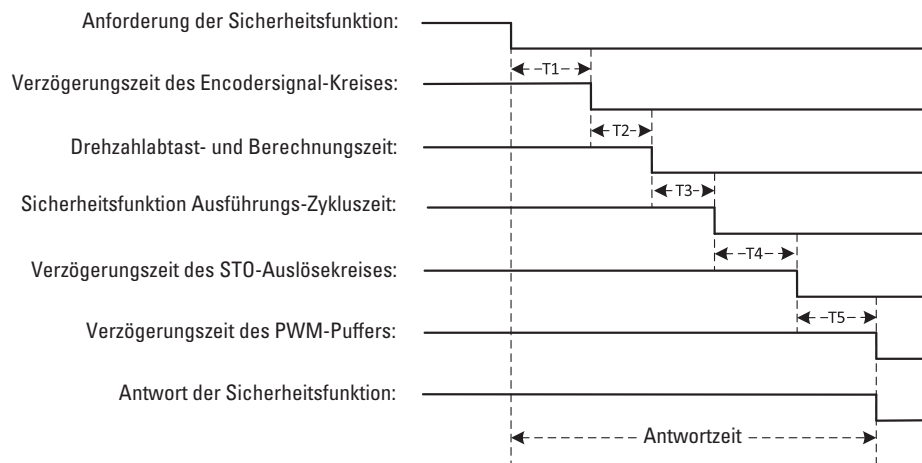 Anforderung der Sicherheitsfunktion:
T1
Verzögerungszeit des Encodersignal-Kreises:
T2
Drehzahlabtast- und Berechnungszeit:
T3
Sicherheitsfunktion Ausführungs-Zykluszeit:
T4
Verzögerungszeit des STO-Auslösekreises:
T5
Verzögerungszeit des PWM-Puffers:
Antwort der Sicherheitsfunktion:
Antwortzeit